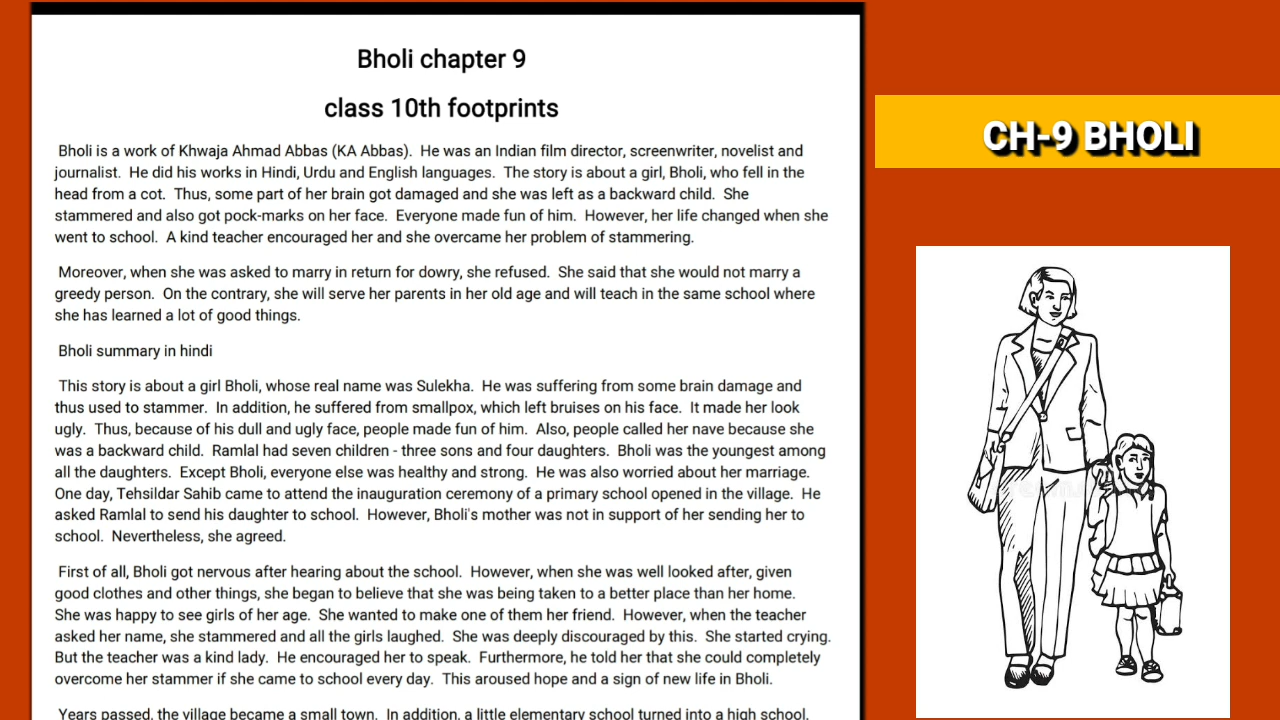 Bholi chapter 9
class 10th footprints
Bholi is a work of Khwaja Ahmad Abbas (KA Abbas). He was an Indian film director, screenwriter, novelist and
journalist. He did his works in Hindi, Urdu and English languages. The story is about a girl, Bholi, who fell in the
head from a cot. Thus, some part of her brain got damaged and she was left as a backward child. She
stammered and also got pock-marks on her face. Everyone made fun of him. However, her life changed when she
went to school. A kind teacher encouraged her and she overcame her problem of stammering.
Moreover, when she was asked to marry in return for dowry, she refused. She said that she would not marry a
greedy person. On the contrary, she will serve her parents in her old age and will teach in the same school where
she has learned a lot of good things.
Bholi summary in hindi
This story is about a girl Bholi, whose real name was Sulekha. He was suffering from some brain damage and
thus used to stammer. In addition, he suffered from smallpox, which left bruises on his face. It made her look
ugly. Thus, because of his dull and ugly face, people made fun of him. Also, people called her nave because she
was a backward child. Ramlal had seven children - three sons and four daughters. Bholi was the youngest among
all the daughters. Except Bholi, everyone else was healthy and strong. He was also worried about her marriage.
One day, Tehsildar Sahib came to attend the inauguration ceremony of a primary school opened in the village. He
asked Ramlal to send his daughter to school. However, Bholi's mother was not in support of her sending her to
school. Nevertheless, she agreed.
First of all, Bholi got nervous after hearing about the school. However, when she was well looked after, given
good clothes and other things, she began to believe that she was being taken to a better place than her home.
She was happy to see girls of her age. She wanted to make one of them her friend. However, when the teacher
asked her name, she stammered and all the girls laughed. She was deeply discouraged by this. She started crying.
But the teacher was a kind lady. He encouraged her to speak. Furthermore, he told her that she could completely
overcome her stammer if she came to school every day. This aroused hope and a sign of new life in Bholi.
Years passed, the village became a small town. In addition, a little elementary school turned into a high school.
CH-9 BHOLI